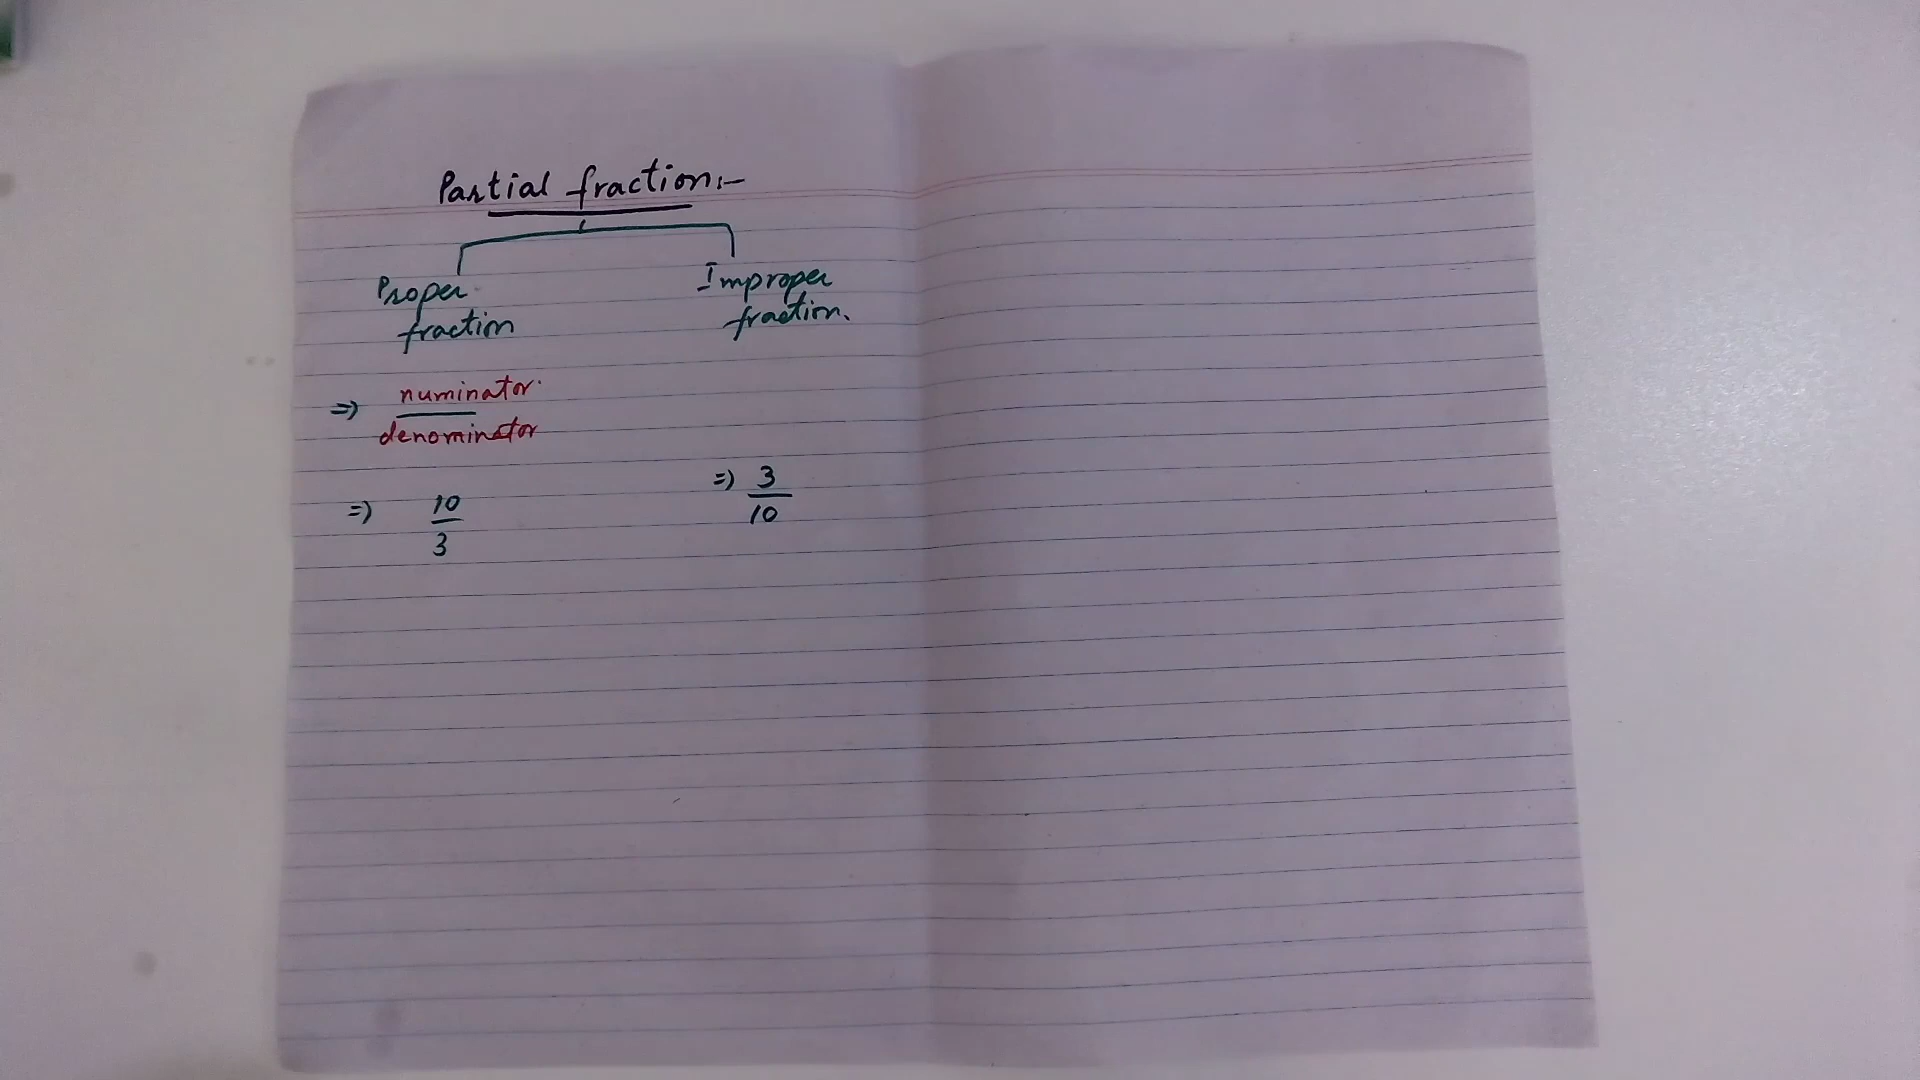 Partial fraction:-
Proper
fraction
Improper
fraction.
=> numinator
denominator
=> 10
3
=> 3
10